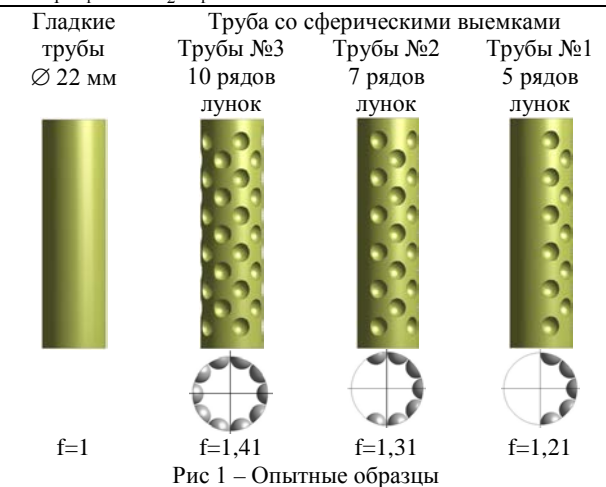 Гладкие трубы ∅ 22 мм
Труба со сферическими выемками
Трубы №3 10 рядов лунок
Трубы №2 7 рядов лунок
Трубы №1 5 рядов лунок
f=1 f=1,41 f=1,31 f=1,21
Рис 1 – Опытные образцы